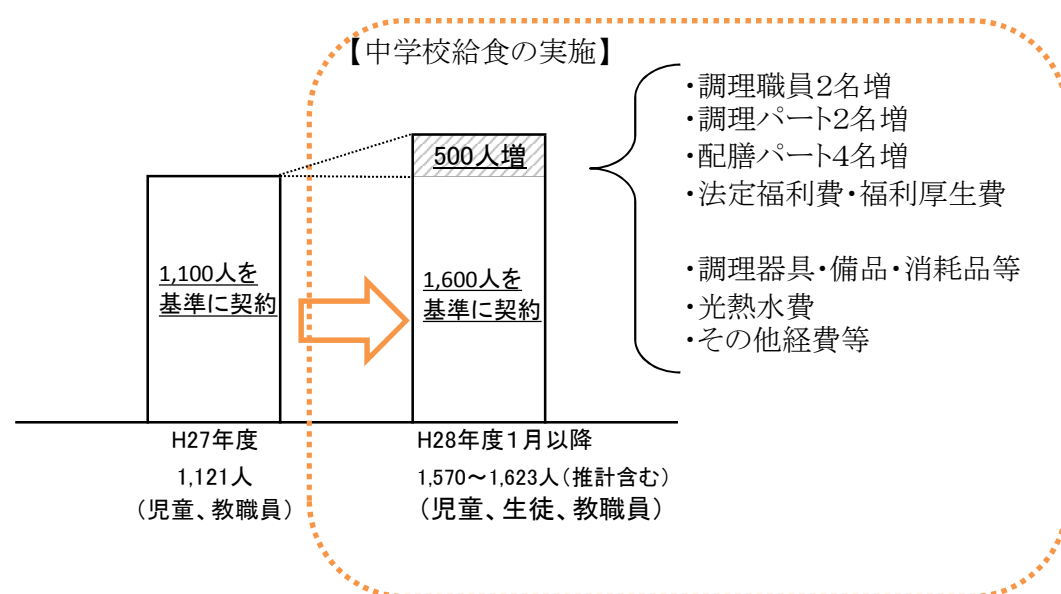 【中学校給食の実施】
・調理職員2名増
・調理パート2名増
・配膳パート4名増
・法定福利費・福利厚生費
・調理器具・備品・消耗品等
・光熱水費
・その他経費等
500人増
1,100人を
基準に契約
1,600人を
基準に契約
H27年度
1,121人
（児童、教職員）
H28年度1月以降
1,570～1,623人（推計含む）
（児童、生徒、教職員）